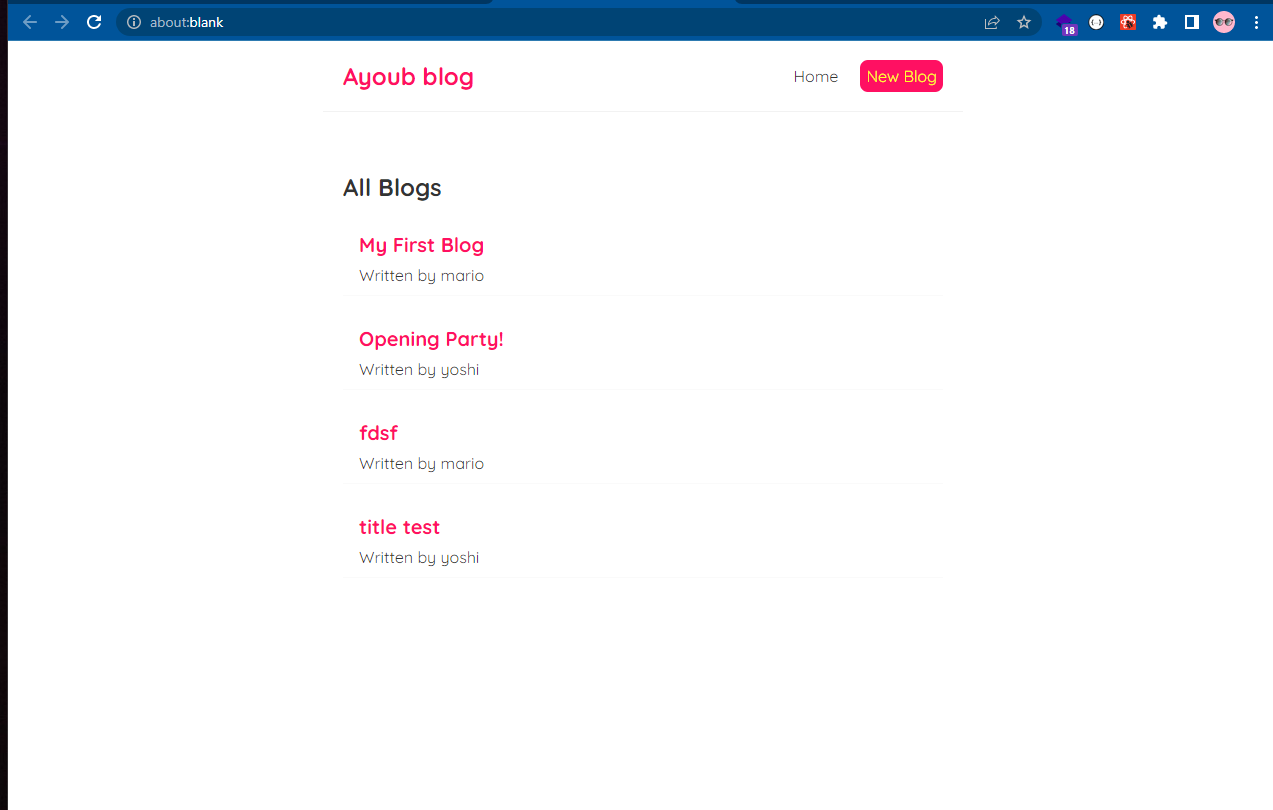 about:blank
18
Ayoub blog
Home
New Blog
All Blogs
My First Blog
Written by mario
Opening Party!
Written by yoshi
fdsf
Written by mario
title test
Written by yoshi